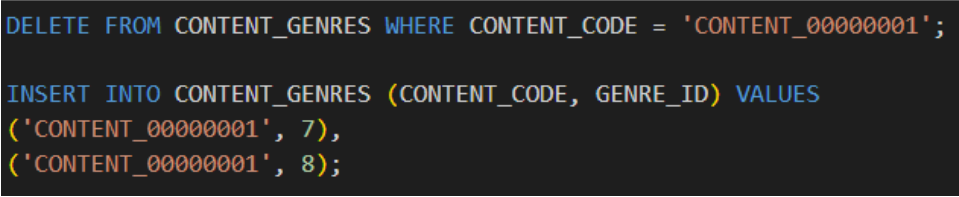 DELETE FROM CONTENT_GENRES WHERE CONTENT_CODE = 'CONTENT_00000001';
INSERT INTO CONTENT_GENRES (CONTENT_CODE, GENRE_ID) VALUES
('CONTENT_00000001', 7),
('CONTENT_00000001', 8);